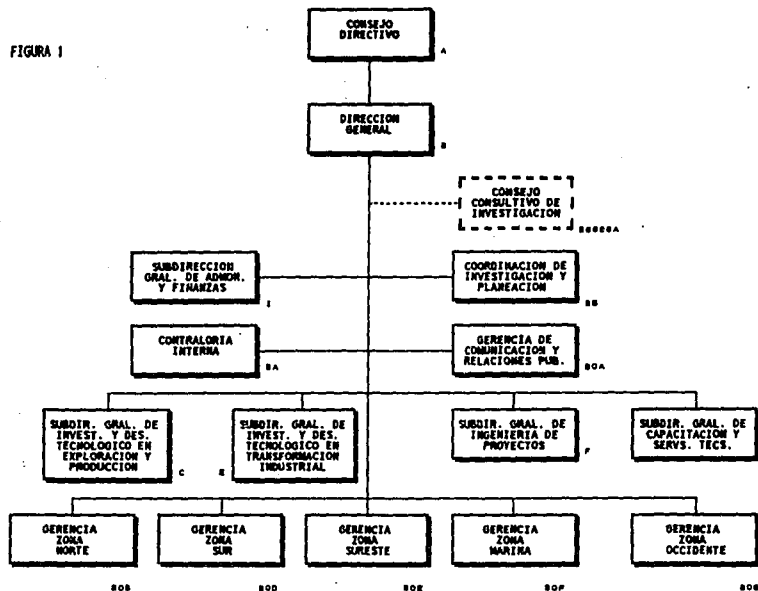 FIGURA 1
CONSEJO
DIRECTIVO
A
DIRECCION
GENERAL
B
CONSEJO
CONSULTIVO DE
INVESTIGACION
SUBDIRECCION
GRAL. DE ADMON.
Y FINANZAS
I
COORDINACION DE
INVESTIGACION Y
PLANEACION
BB
CONTRALORIA
INTERNA
BA
GERENCIA DE
COMUNICACION Y
RELACIONES PUB.
BOA
SUBDIR. GRAL. DE
INVEST. Y DES.
TECNOLOGICO EN
EXPLORACION Y
PRODUCCION
C
SUBDIR. GRAL. DE
INVEST. Y DES.
TECNOLOGICO EN
TRANSFORMACION
INDUSTRIAL
E
SUBDIR. GRAL. DE
INGENIERIA DE
PROYECTOS
F
SUBDIR. GRAL. DE
CAPACITACION Y
SERVS. TECS.
GERENCIA
ZONA
NORTE
BOB
GERENCIA
ZONA
SUR
BOD
GERENCIA
ZONA
SURESTE
BOE
GERENCIA
ZONA
MARINA
BOF
GERENCIA
ZONA
OCCIDENTE